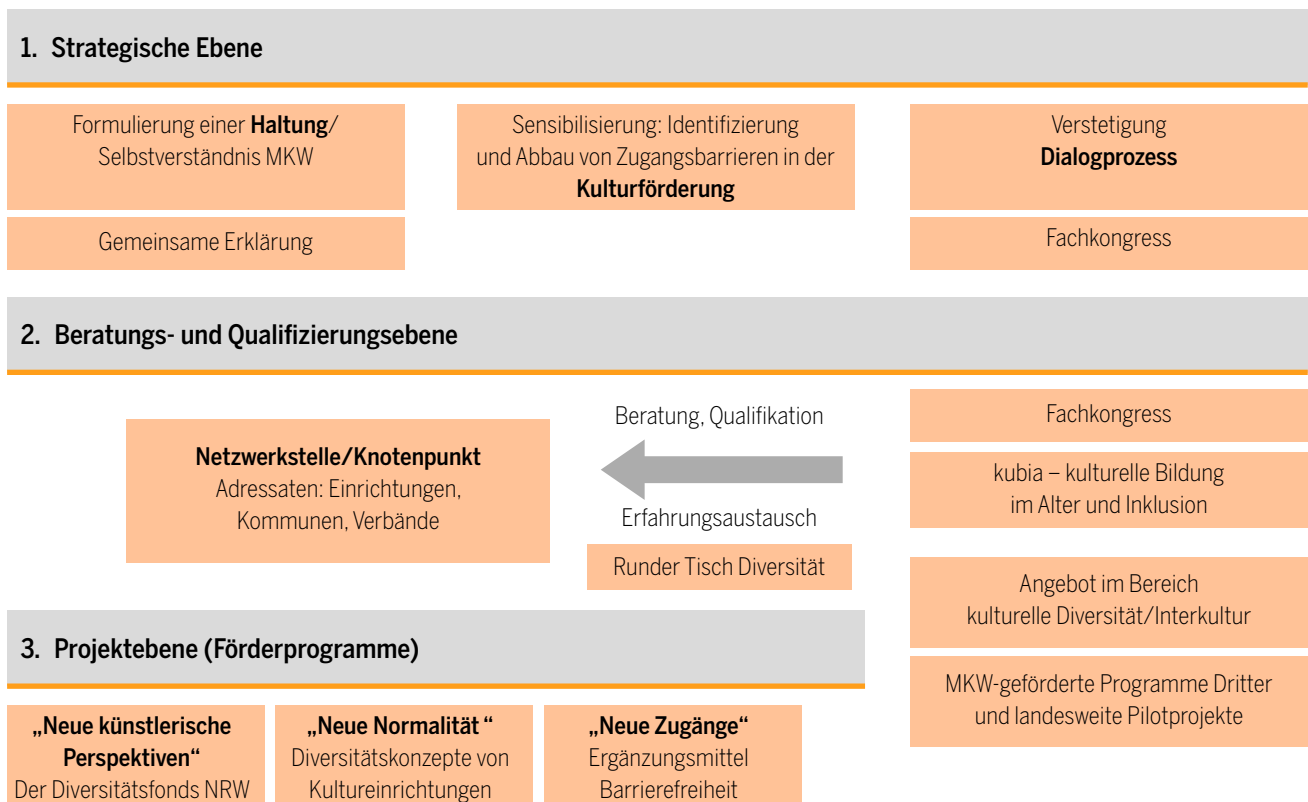 1. Strategische Ebene
Formulierung einer Haltung/
Selbstverständnis MKW
Gemeinsame Erklärung
Sensibilisierung: Identifizierung
und Abbau von Zugangsbarrieren in der
Kulturförderung
Verstetigung
Dialogprozess
Fachkongress
2. Beratungs- und Qualifizierungsebene
Netzwerkstelle/Knotenpunkt
Adressaten: Einrichtungen,
Kommunen, Verbände
Beratung, Qualifikation
Erfahrungsaustausch
Runder Tisch Diversität
Fachkongress
kubia – kulturelle Bildung
im Alter und Inklusion
Angebot im Bereich
kulturelle Diversität/Interkultur
MKW-geförderte Programme Dritter
und landesweite Pilotprojekte
3. Projektebene (Förderprogramme)
„Neue künstlerische
Perspektiven“
Der Diversitätsfonds NRW
„Neue Normalität “
Diversitätskonzepte von
Kultureinrichtungen
„Neue Zugänge“
Ergänzungsmittel
Barrierefreiheit